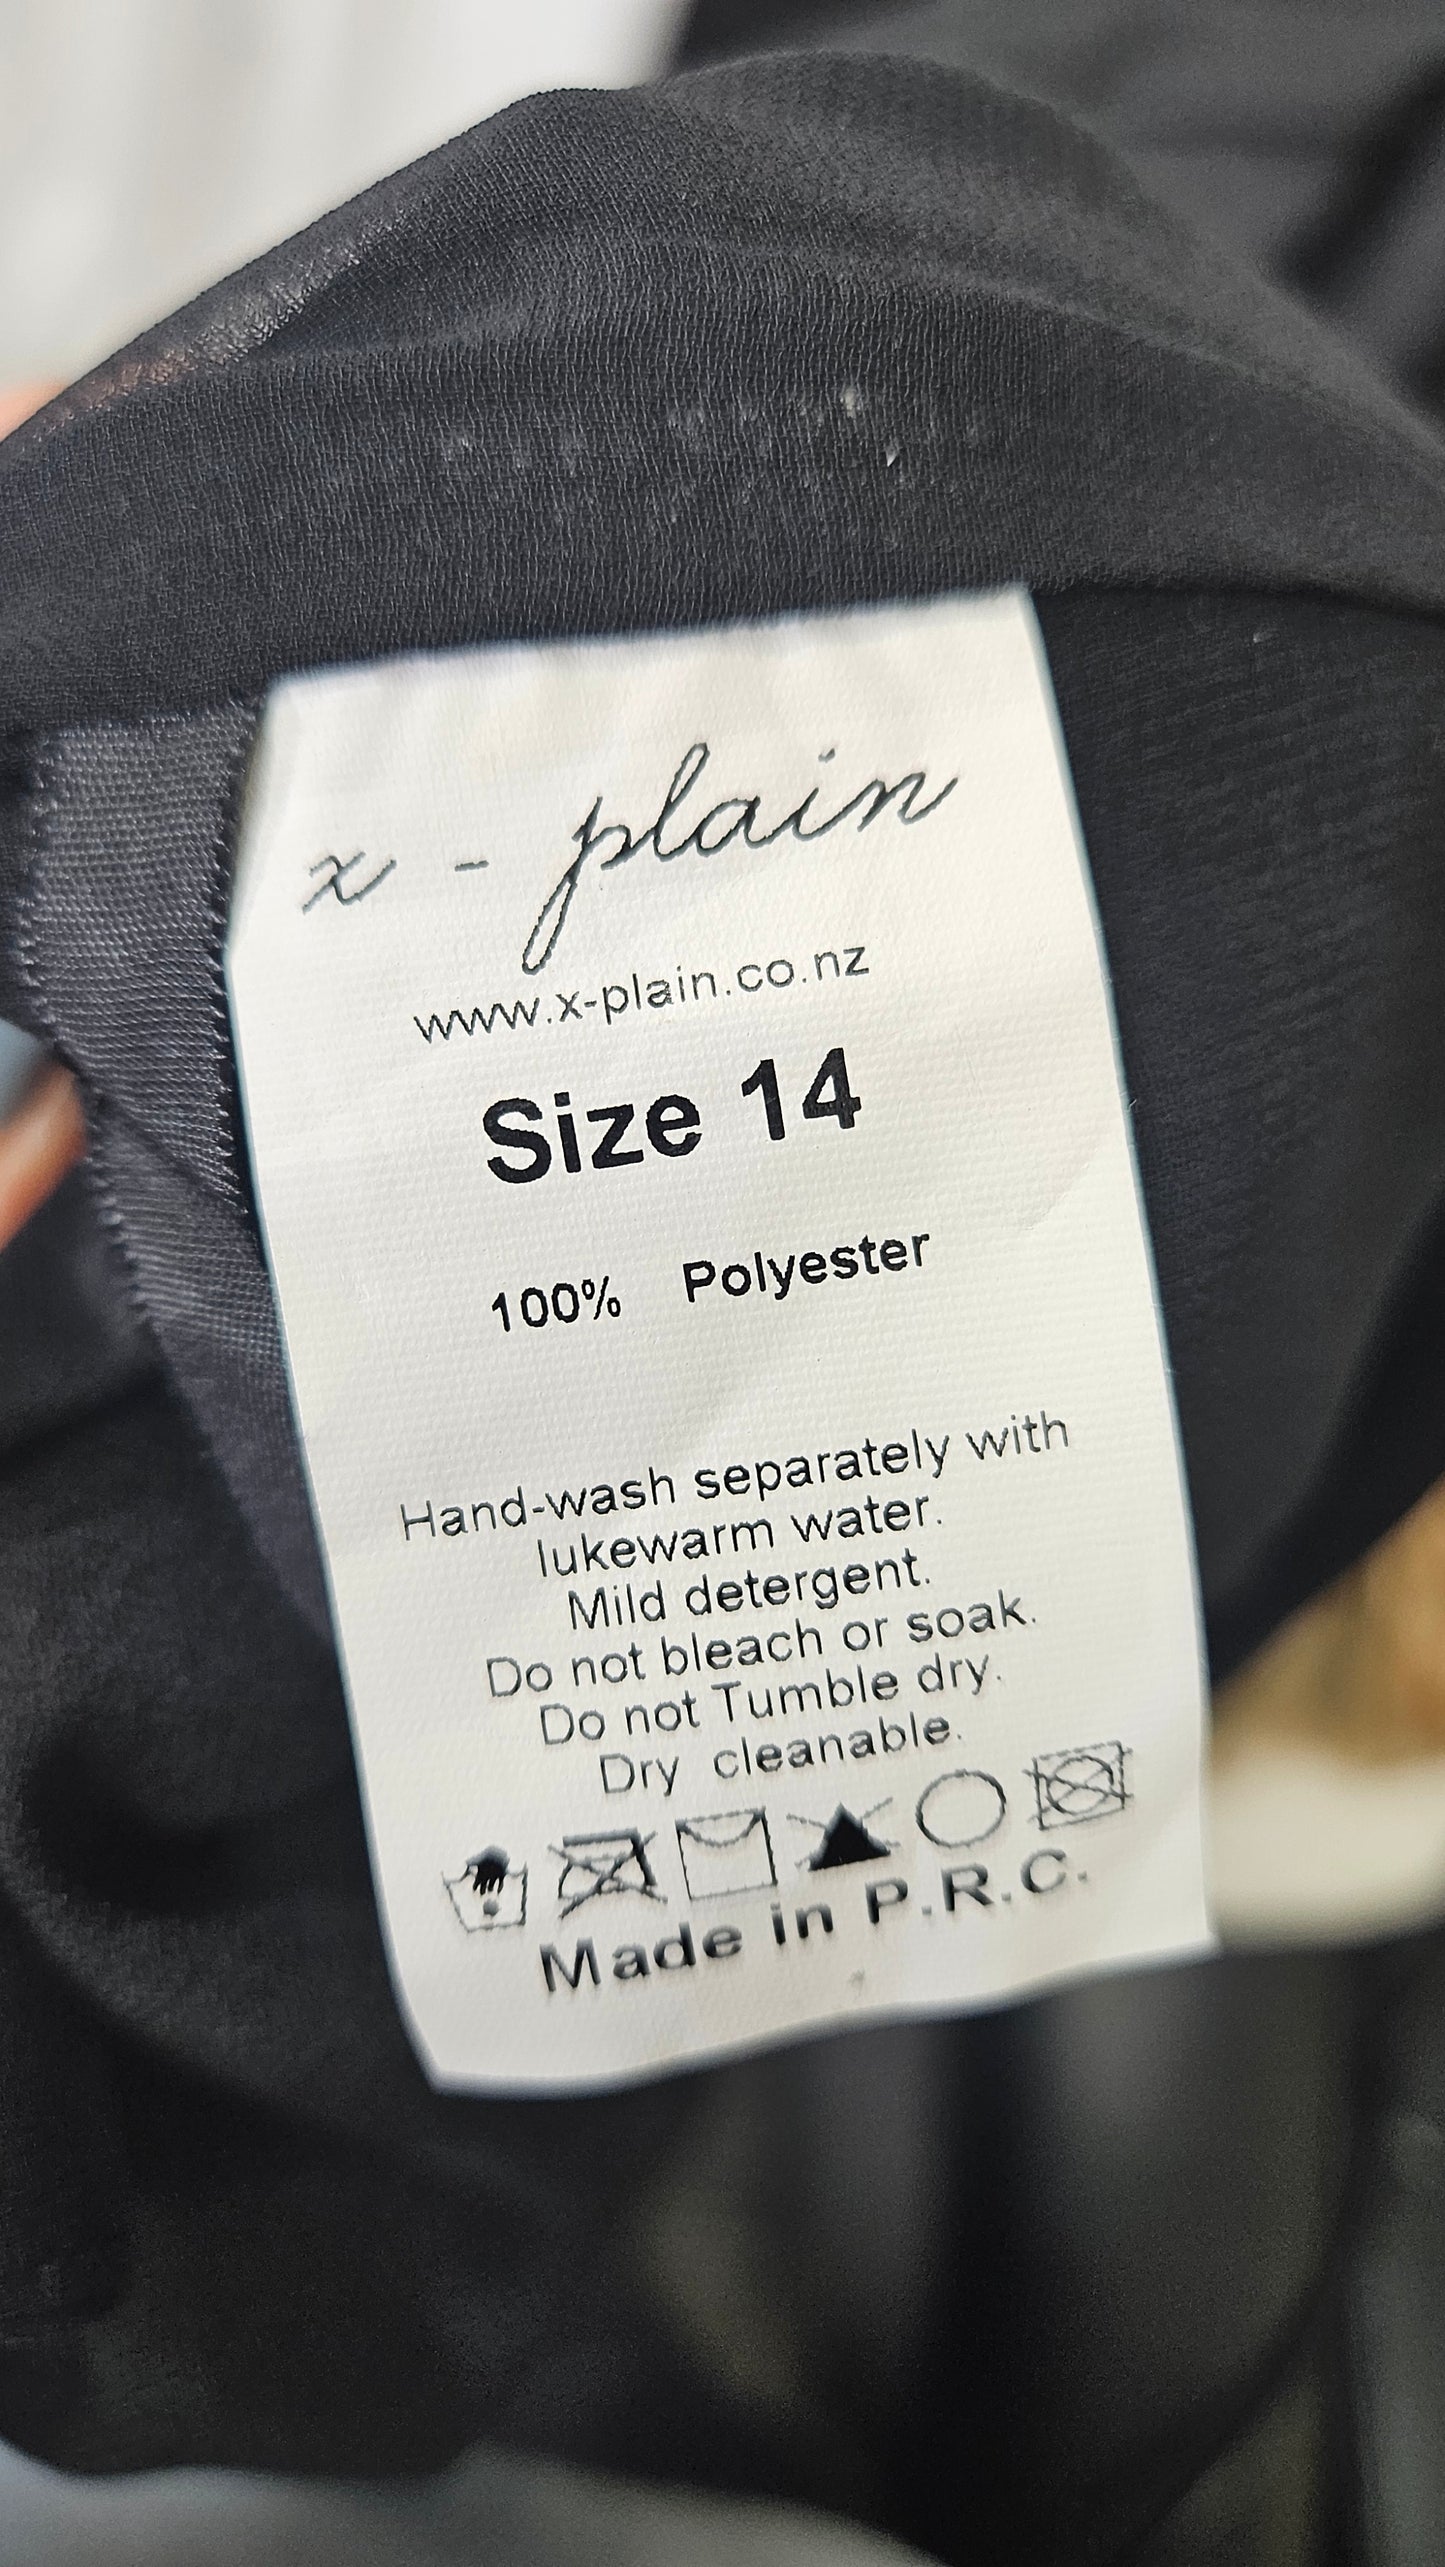 x - plain
www.x-plain.co.nz
Size 14
100% Polyester
Hand-wash separately with
lukewarm water.
Mild detergent.
Do not bleach or soak.
Do not Tumble dry.
Dry cleanable.
Made in P.R.C.